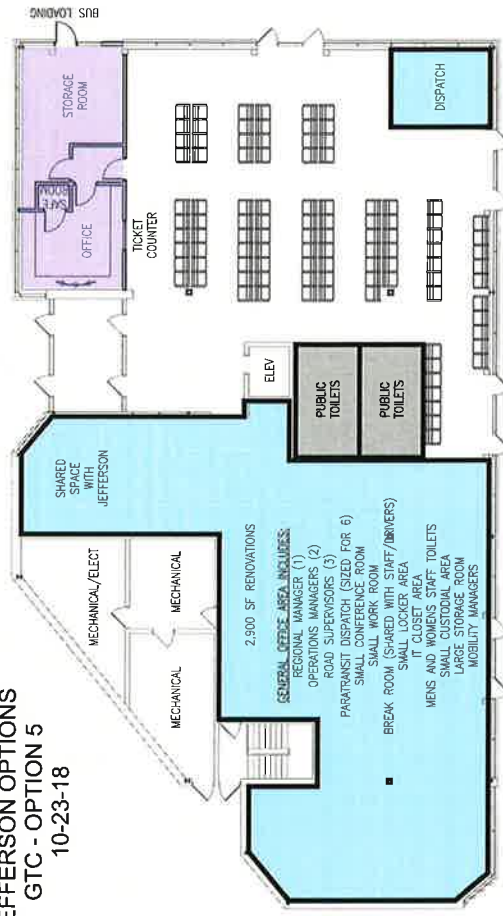 EFFERSON OPTIONS
GTC - OPTION 5
10-23-18
BUS LOADING
STORAGE
ROOM
SAFE
ROOM
OFFICE
TICKET
COUNTER
DISPATCH
ELEV
PUBLIC
TOILETS
PUBLIC
TOILETS
SHARED
SPACE
WITH
JEFFERSON
MECHANICAL/ELECT
MECHANICAL
MECHANICAL
2,900 SF RENOVATIONS
GENERAL OFFICE AREA INCLUDES:
REGIONAL MANAGER (1)
OPERATIONS MANAGERS (2)
ROAD SUPERVISORS (3)
PARATRANSIT DISPATCH (SIZED FOR 6)
SMALL CONFERENCE ROOM
SMALL WORK ROOM
BREAK ROOM (SHARED WITH STAFF/DRIVERS)
SMALL LOCKER AREA
IT CLOSET AREA
MENS AND WOMENS STAFF TOILETS
SMALL CUSTODIAL AREA
LARGE STORAGE ROOM
MOBILITY MANAGERS